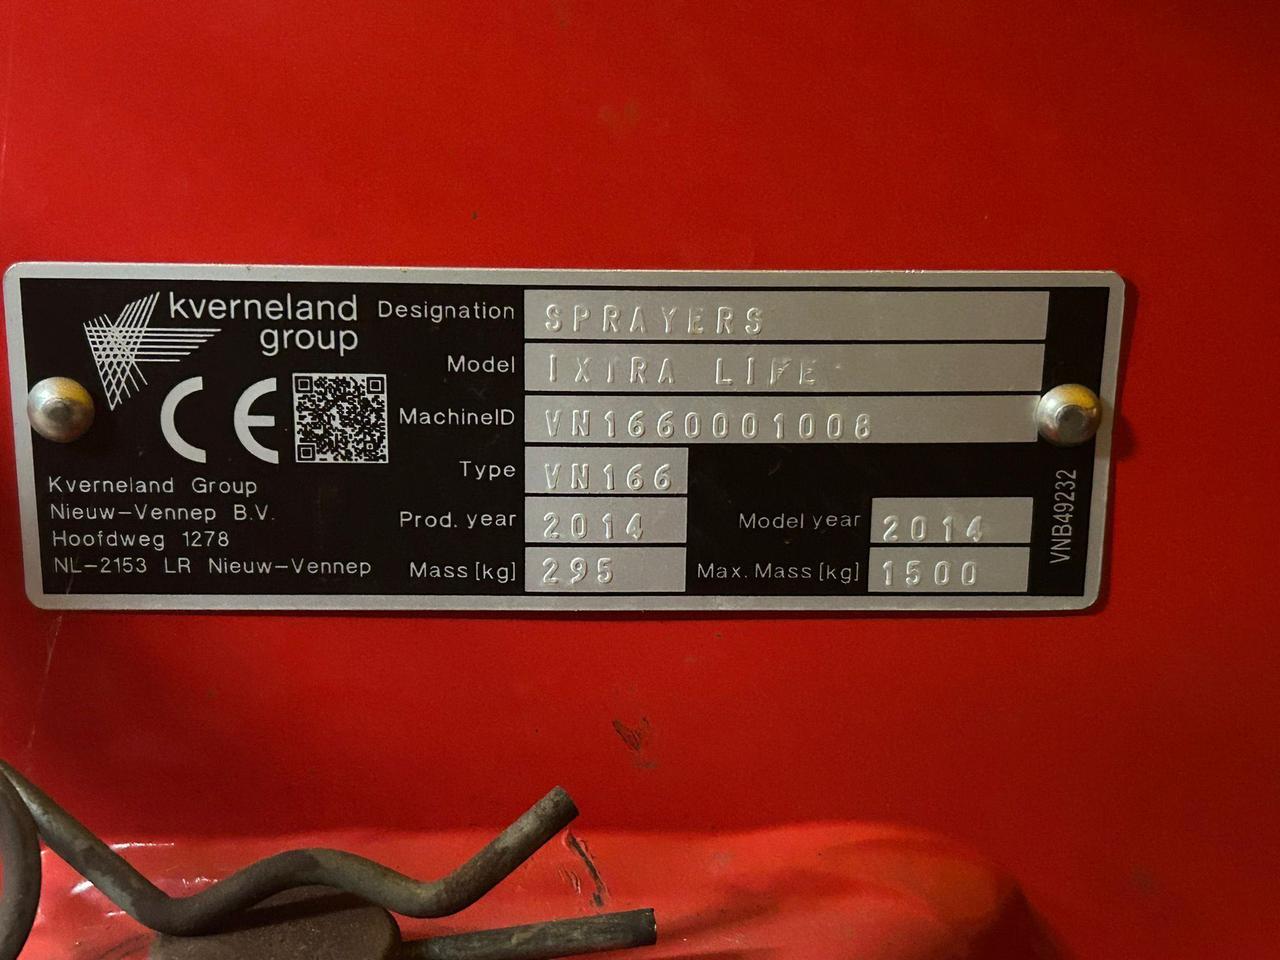 kverneland
group
CE
Designation SPRAYERS
Model IXTRA LIFE
MachineID VN1660001008
Type VN166
Prod. year 2014 Model year 2014
Mass [kg] 295 Max. Mass [kg] 1500
Kverneland Group
Nieuw-Vennep B.V.
Hoofdweg 1278
NL-2153 LR Nieuw-Vennep
VNB49232